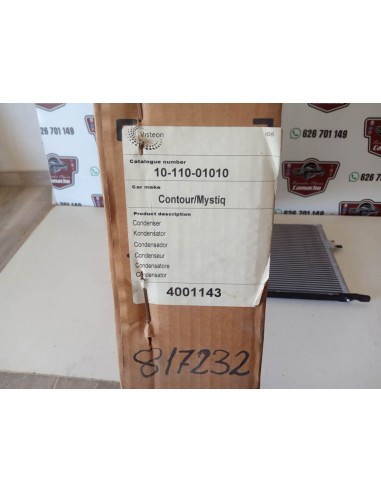 Visteon
Catalogue number
10-110-01010
Car make
Contour/Mystiq
Product description
Condenser
Kondensator
Condensador
Condenseur
Condensatore
Condensator
4001143
817232
626 701 149
626 701 149